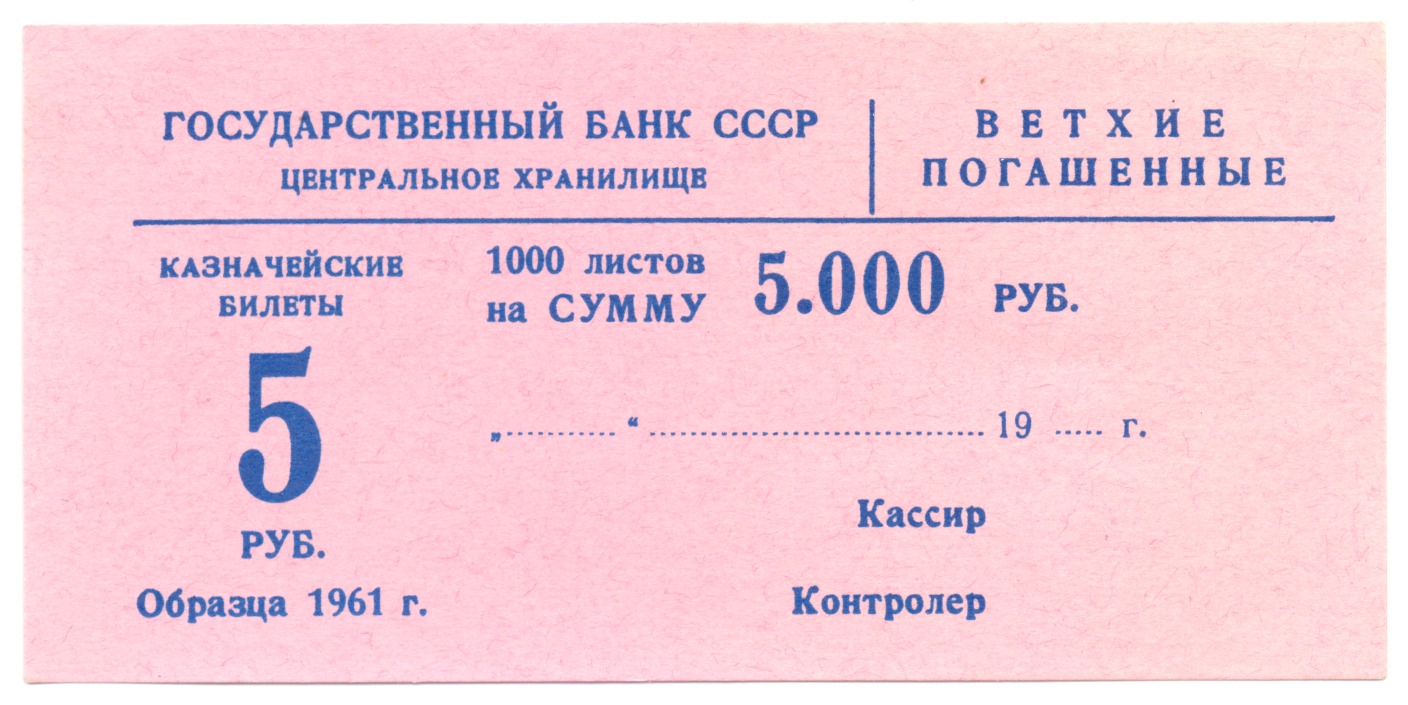 ГОСУДАРСТВЕННЫЙ БАНК СССР
ЦЕНТРАЛЬНОЕ ХРАНИЛИЩЕ
ВЕТХИЕ
ПОГАШЕННЫЕ
КАЗНАЧЕЙСКИЕ
БИЛЕТЫ
5
РУБ.
Образца 1961 г.
1000 листов
на СУММУ
5.000 РУБ.
„..........“ .............................. 19 ..... г.
Кассир
Контролер